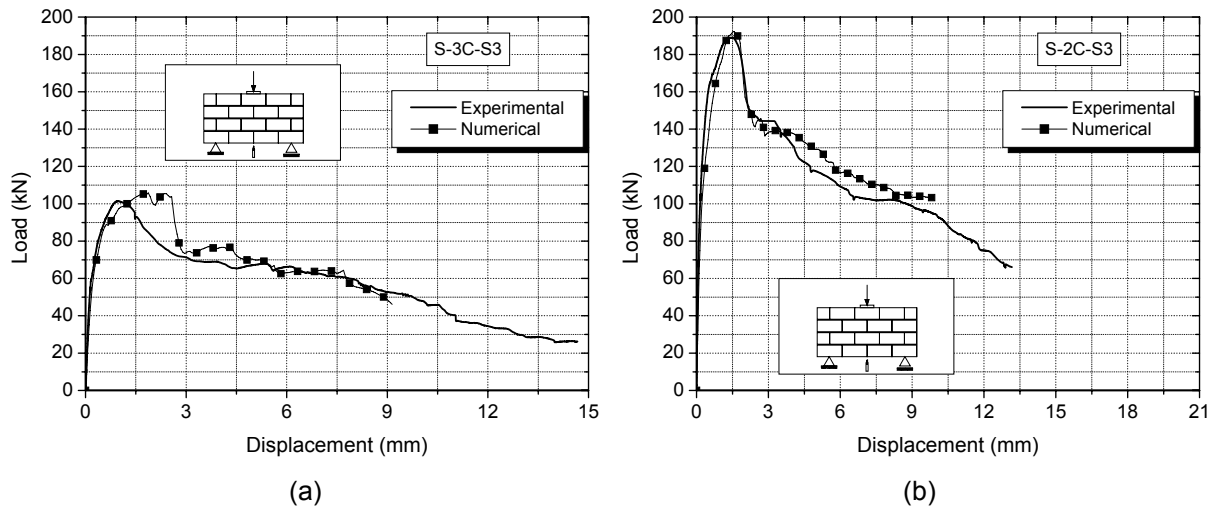 200
180
160
140
120
100
80
60
40
20
0
Load (kN)
S-3C-S3
Experimental
Numerical
0 3 6 9 12 15
Displacement (mm)
(a)
200
180
160
140
120
100
80
60
40
20
0
Load (kN)
S-2C-S3
Experimental
Numerical
0 3 6 9 12 15 18 21
Displacement (mm)
(b)